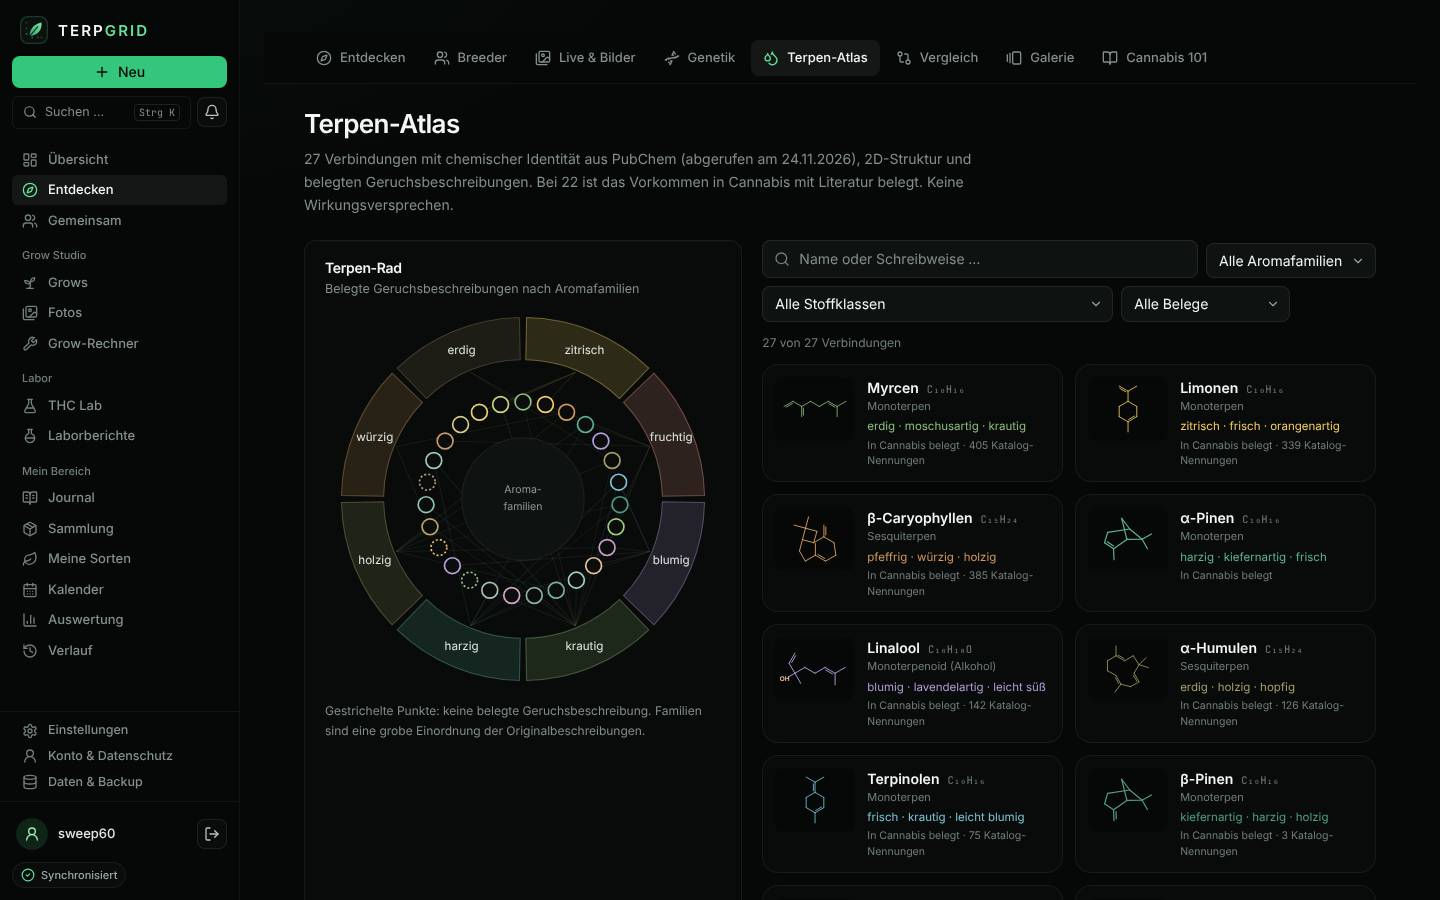 TERPGRID
Neu
Suchen ...
Strg K
Übersicht
Entdecken
Gemeinsam
Grow Studio
Grows
Fotos
Grow-Rechner
Labor
THC Lab
Laborberichte
Mein Bereich
Journal
Sammlung
Meine Sorten
Kalender
Auswertung
Verlauf
Einstellungen
Konto & Datenschutz
Daten & Backup
sweep60
Synchronisiert
Entdecken
Breeder
Live & Bilder
Genetik
Terpen-Atlas
Vergleich
Galerie
Cannabis 101
Terpen-Atlas
27 Verbindungen mit chemischer Identität aus PubChem (abgerufen am 24.11.2026), 2D-Struktur und
belegten Geruchsbeschreibungen. Bei 22 ist das Vorkommen in Cannabis mit Literatur belegt. Keine
Wirkungsversprechen.
Terpen-Rad
Belegte Geruchsbeschreibungen nach Aromafamilien
erdig
zitrisch
würzig
fruchtig
Aroma-
familien
holzig
blumig
harzig
krautig
Gestrichelte Punkte: keine belegte Geruchsbeschreibung. Familien
sind eine grobe Einordnung der Originalbeschreibungen.
Name oder Schreibweise ...
Alle Aromafamilien
Alle Stoffklassen
Alle Belege
27 von 27 Verbindungen
Myrcen C₁₀H₁₆
Monoterpen
erdig · moschusartig · krautig
In Cannabis belegt · 405 Katalog-
Nennungen
Limonen C₁₀H₁₆
Monoterpen
zitrisch · frisch · orangenartig
In Cannabis belegt · 339 Katalog-
Nennungen
β-Caryophyllen C₁₅H₂₄
Sesquiterpen
pfeffrig · würzig · holzig
In Cannabis belegt · 385 Katalog-
Nennungen
α-Pinen C₁₀H₁₆
Monoterpen
harzig · kiefernartig · frisch
In Cannabis belegt
OH
Linalool C₁₀H₁₈O
Monoterpenoid (Alkohol)
blumig · lavendelartig · leicht süß
In Cannabis belegt · 142 Katalog-
Nennungen
α-Humulen C₁₅H₂₄
Sesquiterpen
erdig · holzig · hopfig
In Cannabis belegt · 126 Katalog-
Nennungen
Terpinolen C₁₀H₁₆
Monoterpen
frisch · krautig · leicht blumig
In Cannabis belegt · 75 Katalog-
Nennungen
β-Pinen C₁₀H₁₆
Monoterpen
kiefernartig · harzig · holzig
In Cannabis belegt · 3 Katalog-
Nennungen